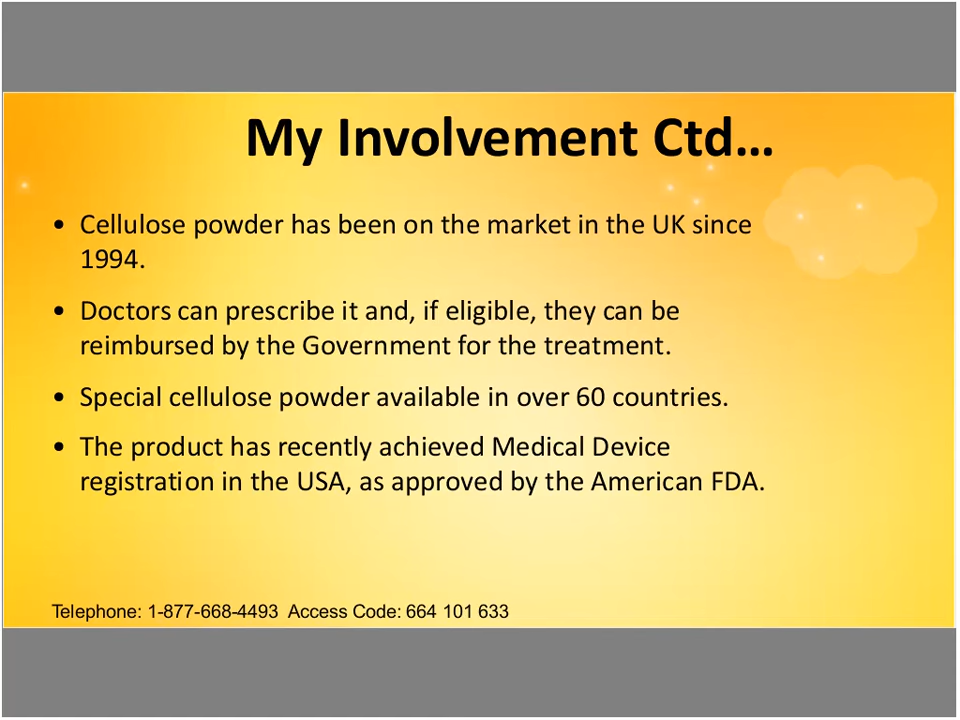 My Involvement Ctd…
• Cellulose powder has been on the market in the UK since
1994.
• Doctors can prescribe it and, if eligible, they can be
reimbursed by the Government for the treatment.
• Special cellulose powder available in over 60 countries.
• The product has recently achieved Medical Device
registration in the USA, as approved by the American FDA.
Telephone: 1-877-668-4493 Access Code: 664 101 633